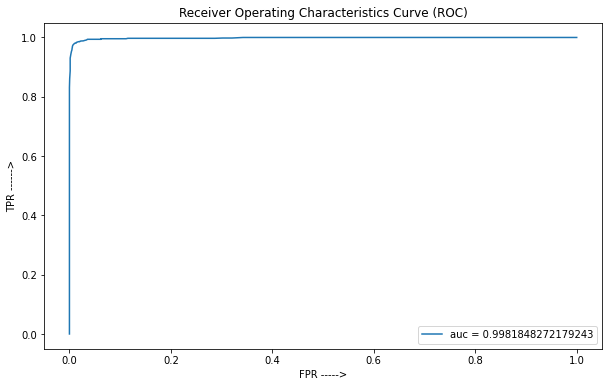 Receiver Operating Characteristics Curve (ROC)
1.0
0.8
0.6
0.4
0.2
0.0
TPR ------>
auc = 0.9981848272179243
0.0 0.2 0.4 0.6 0.8 1.0
FPR ----->